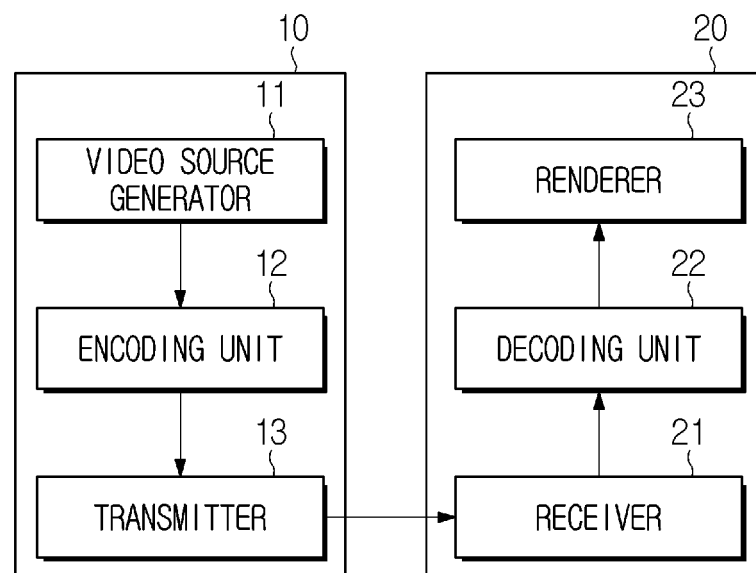 10
11
VIDEO SOURCE
GENERATOR
12
ENCODING UNIT
13
TRANSMITTER
20
23
RENDERER
22
DECODING UNIT
21
RECEIVER